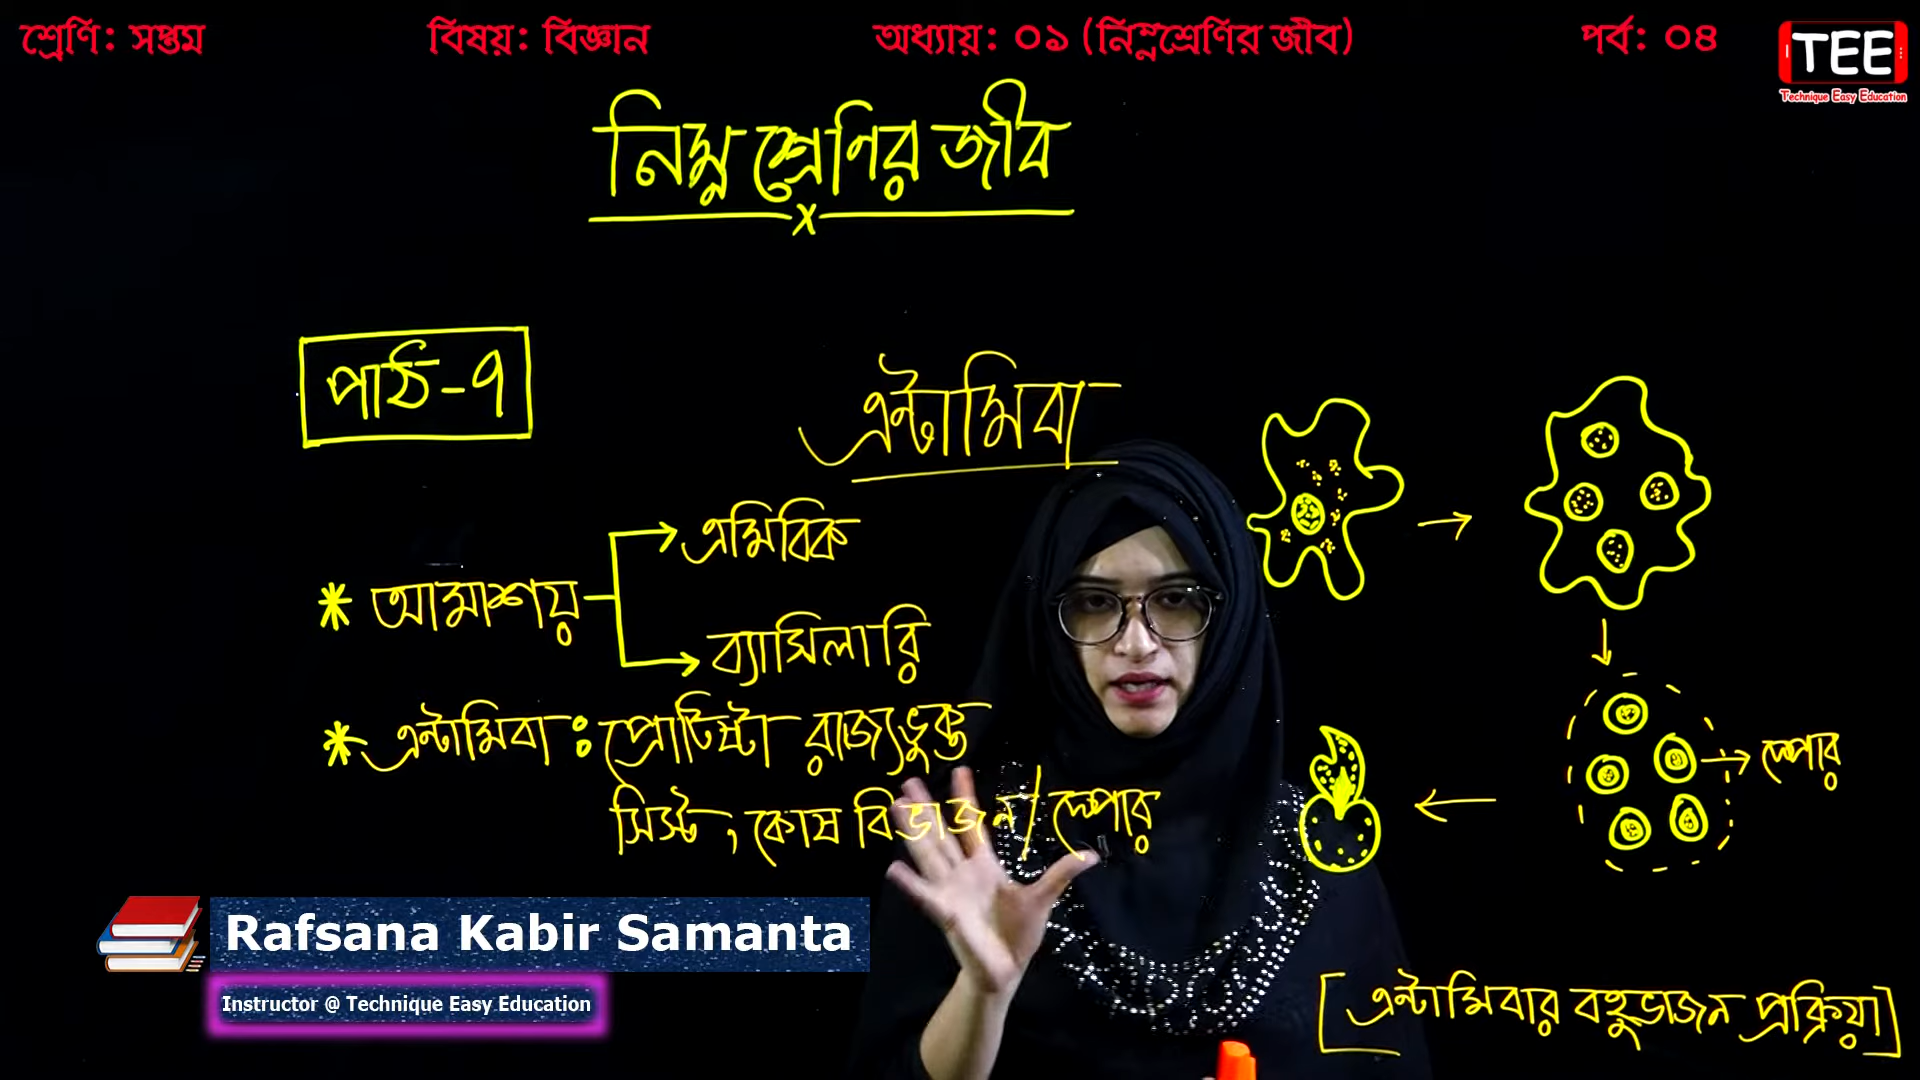 শ্রেণি: সপ্তম বিষয়: বিজ্ঞান অধ্যায়: ০১ (নিম্নশ্রেণির জীব) পর্ব: ০৪
TEE
Technique Easy Education
নিম্ন শ্রেণির জীব
x
পাঠ-৭
এন্টামিবা
এমিবিক
* আমাশয়
ব্যাসিলারি
* এন্টামিবা : প্রোটিষ্টা রাজ্যভুক্ত
সিস্ট, কোষ বিভাজন/স্পোর
স্পোর
Rafsana Kabir Samanta
Instructor @ Technique Easy Education
[এন্টামিবার বহুভাজন প্রক্রিয়া]